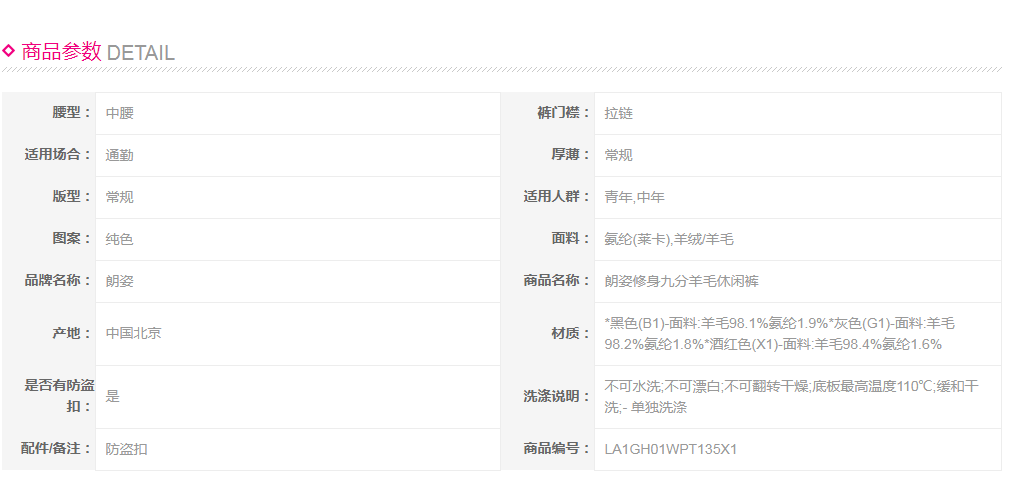 商品参数 DETAIL
腰型： 中腰 裤门襟： 拉链
适用场合： 通勤 厚薄： 常规
版型： 常规 适用人群： 青年,中年
图案： 纯色 面料： 氨纶(莱卡),羊绒/羊毛
品牌名称： 朗姿 商品名称： 朗姿修身九分羊毛休闲裤
产地： 中国北京 材质： *黑色(B1)-面料:羊毛98.1%氨纶1.9%*灰色(G1)-面料:羊毛
98.2%氨纶1.8%*酒红色(X1)-面料:羊毛98.4%氨纶1.6%
是否有防盗
扣： 是 洗涤说明： 不可水洗;不可漂白;不可翻转干燥;底板最高温度110℃;缓和干
洗;- 单独洗涤
配件/备注： 防盗扣 商品编号： LA1GH01WPT135X1